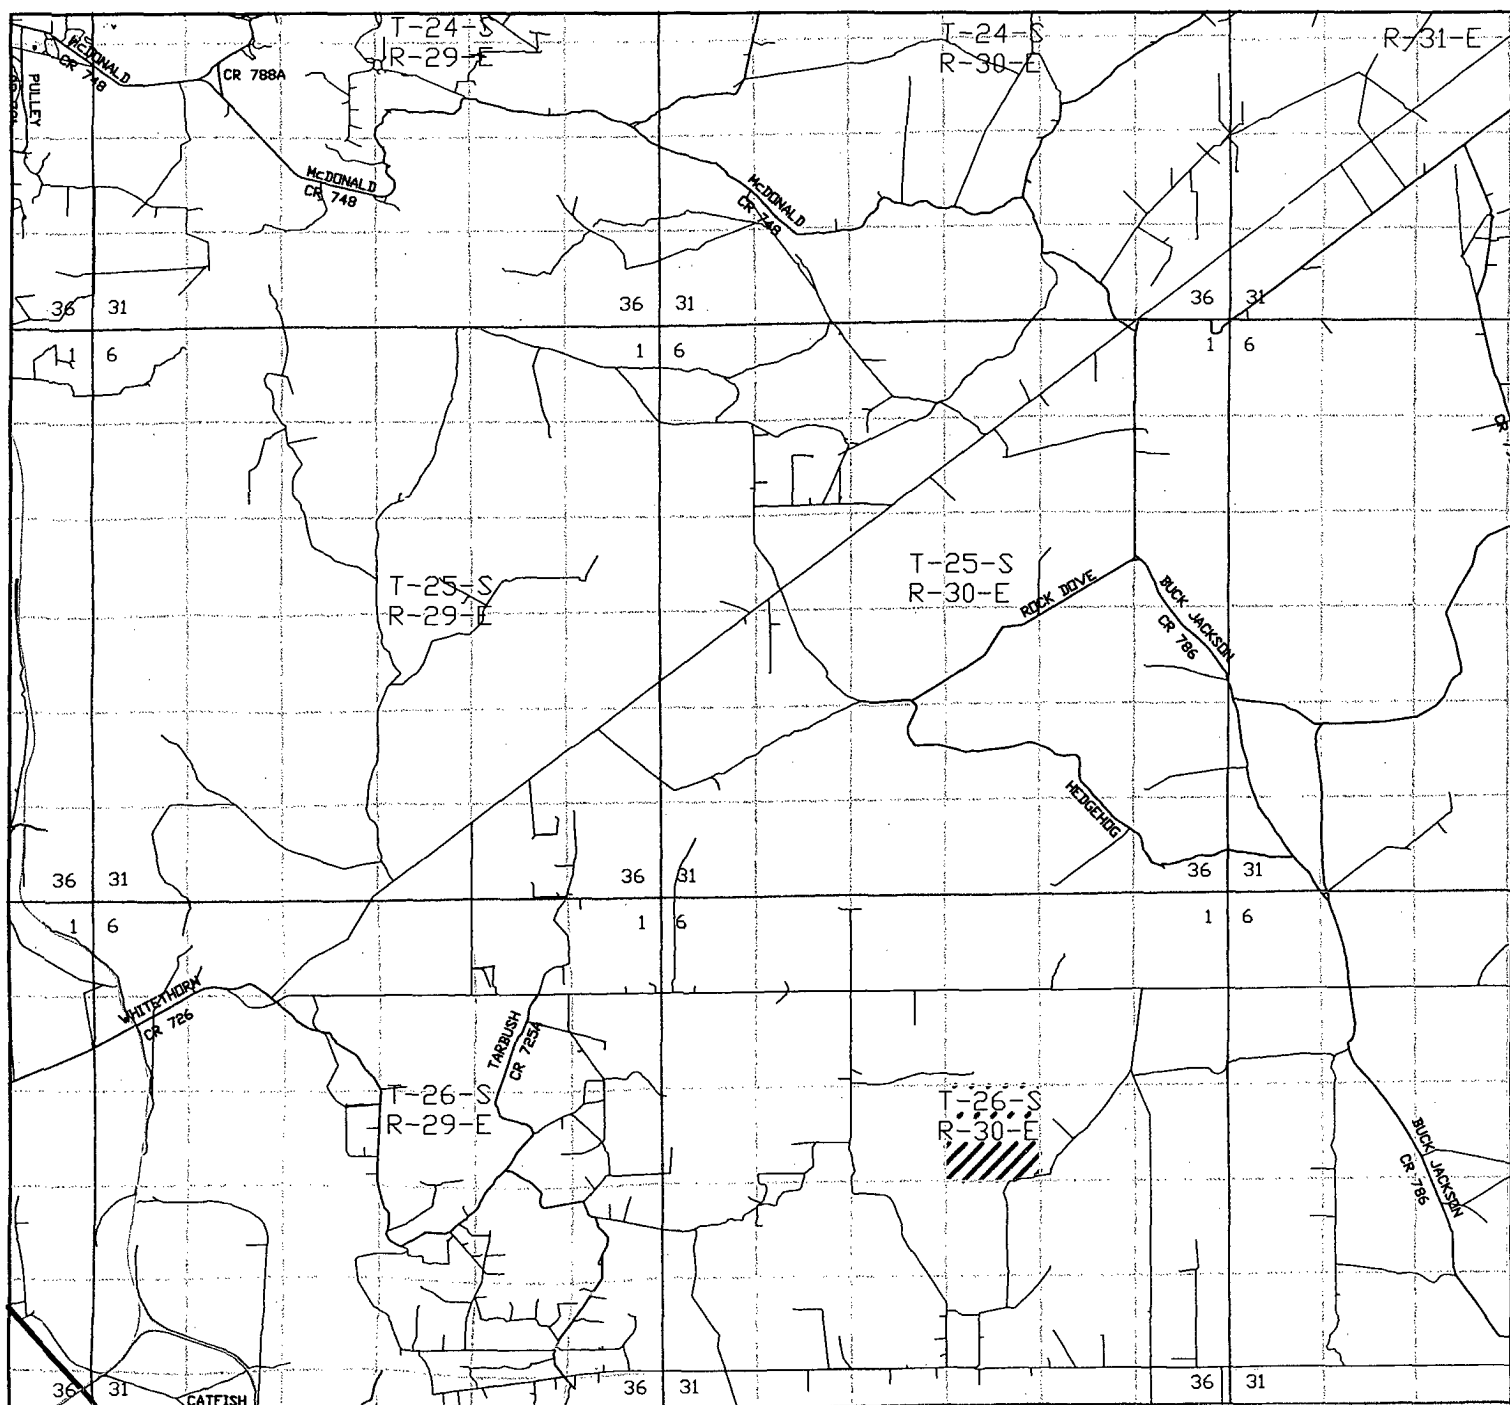 T-24-S
R-29-E
T-24-S
R-30-E
R-31-E
McDONALD
CR 748
CR 788A
PULLEY
McDONALD
CR 748
McDONALD
CR 748
36 31
36 31
36 31
1 6
1 6
1 6
CR
T-25-S
R-29-E
T-25-S
R-30-E
ROCK DOVE
BUCK JACKSON
CR 786
HEDGEHOG
36 31
36 31
36 31
1 6
1 6
1 6
WHITETHORN
CR 726
TARBUSH
CR 725A
T-26-S
R-29-E
T-26-S
R-30-E
BUCK JACKSON
CR 786
36 31
36 31
36 31
CATFISH